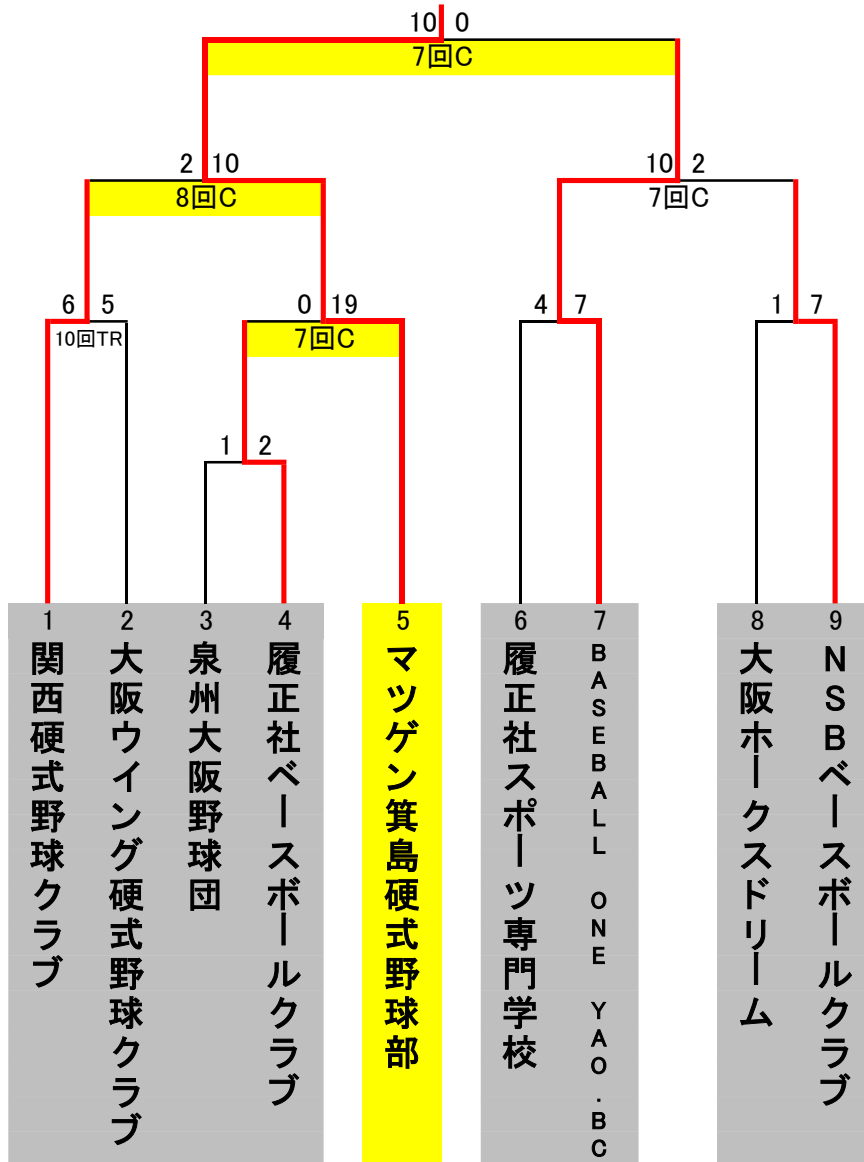 10 0
7回C
2 10
8回C
10 2
7回C
6 5
10回TR
0 19
7回C
4 7
1 7
1 2
1
関西硬式野球クラブ
2
大阪ウイング硬式野球クラブ
3
泉州大阪野球団
4
履正社ベースボールクラブ
5
マツゲン箕島硬式野球部
6
履正社スポーツ専門学校
7
BASEBALL ONE YAO.BC
8
大阪ホークスドリーム
9
NSBベースボールクラブ